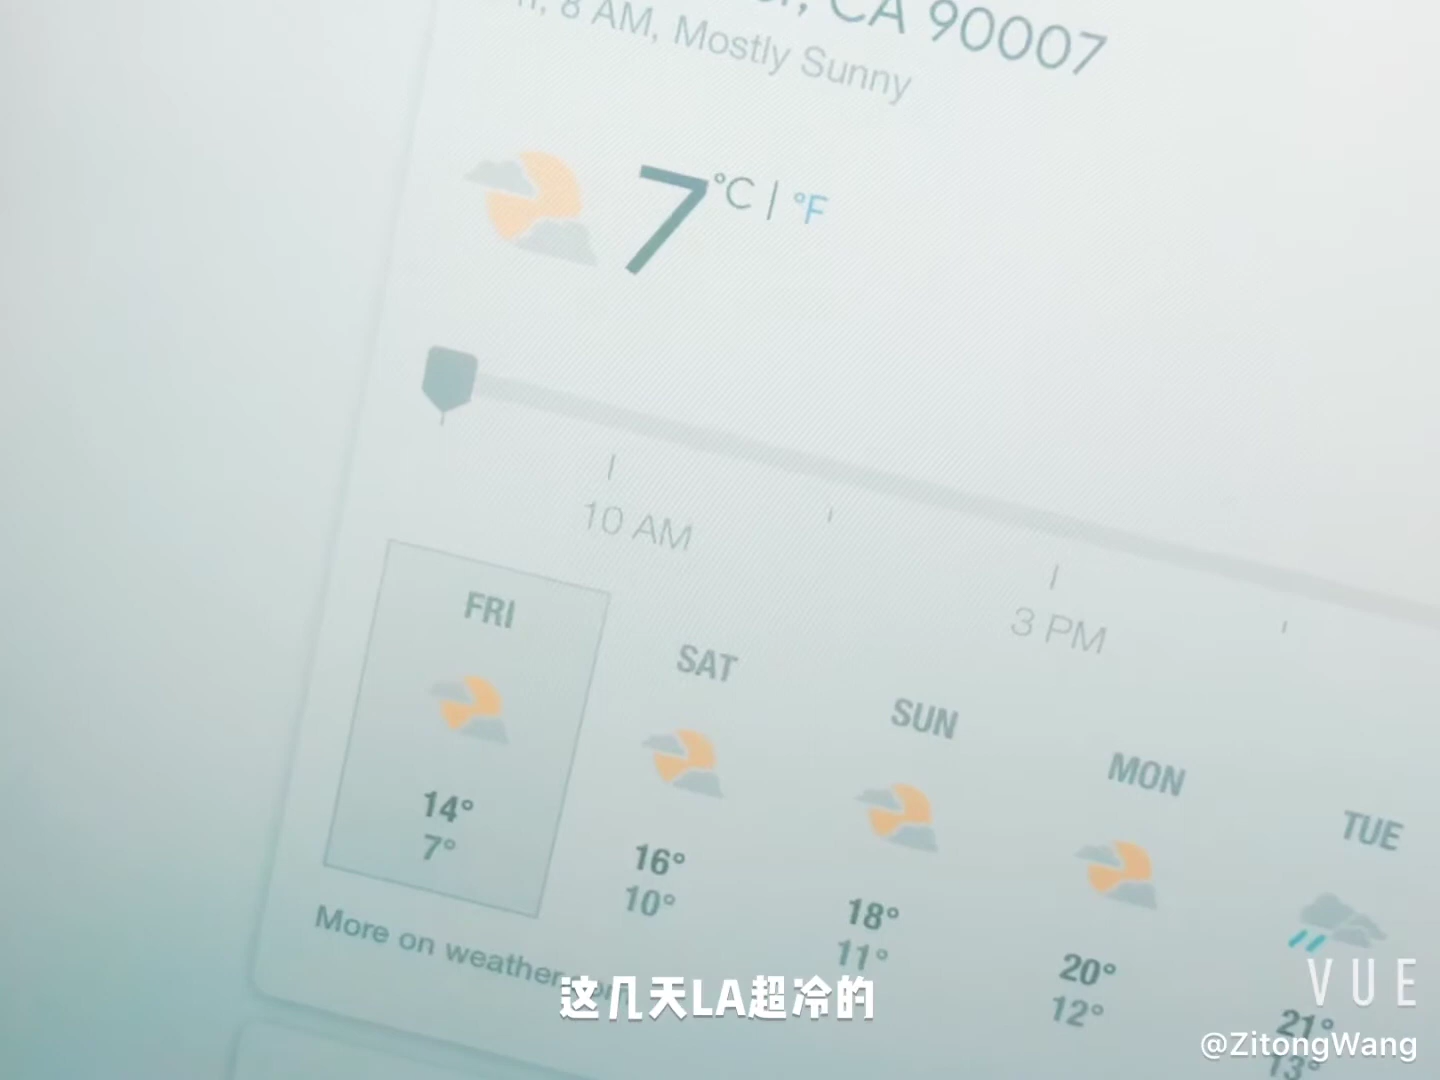 CA 90007
8 AM, Mostly Sunny
7 °C | °F
10 AM
3 PM
FRI
SAT
SUN
MON
TUE
14°
7°
16°
10°
18°
11°
20°
12°
21°
13°
More on weather
这几天LA超冷的
VUE
@ZitongWang